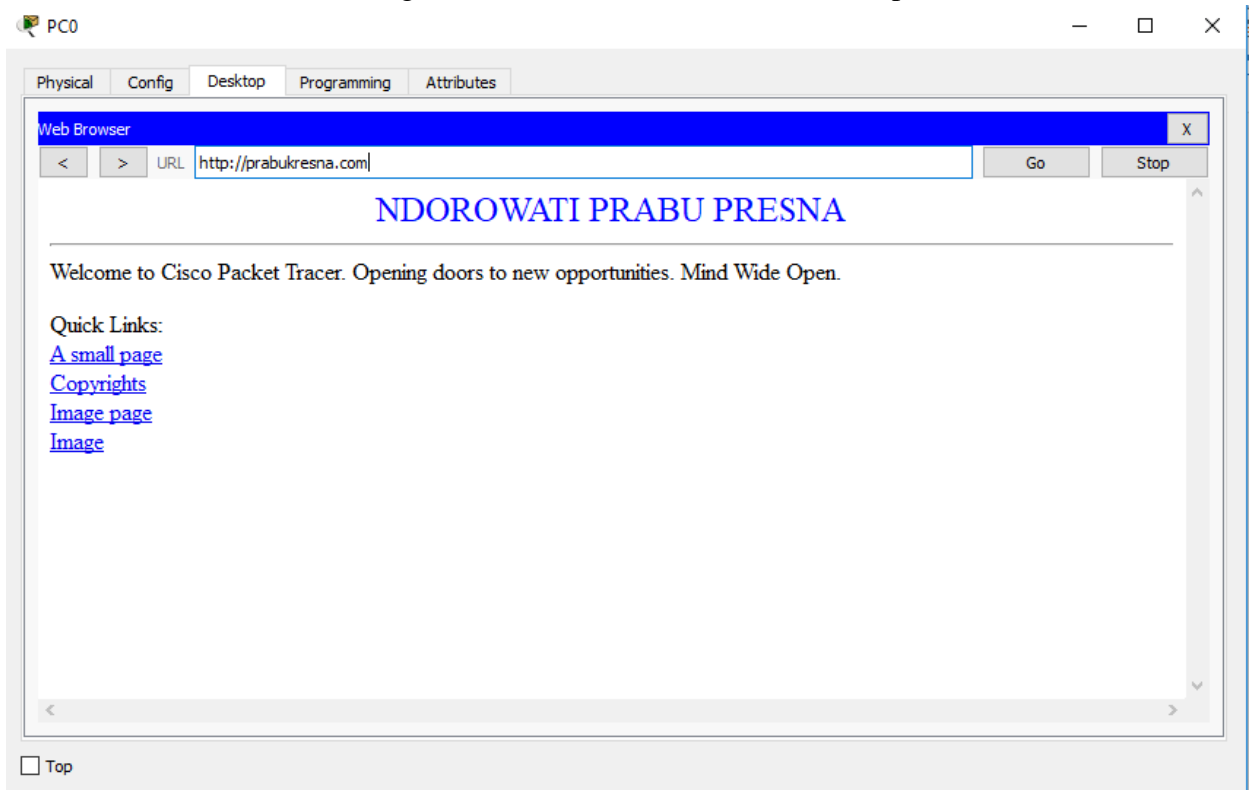 PC0
Physical Config Desktop Programming Attributes
Web Browser X
< > URL http://prabukresna.com Go Stop
NDOROWATI PRABU PRESNA
Welcome to Cisco Packet Tracer. Opening doors to new opportunities. Mind Wide Open.
Quick Links:
A small page
Copyrights
Image page
Image
Top